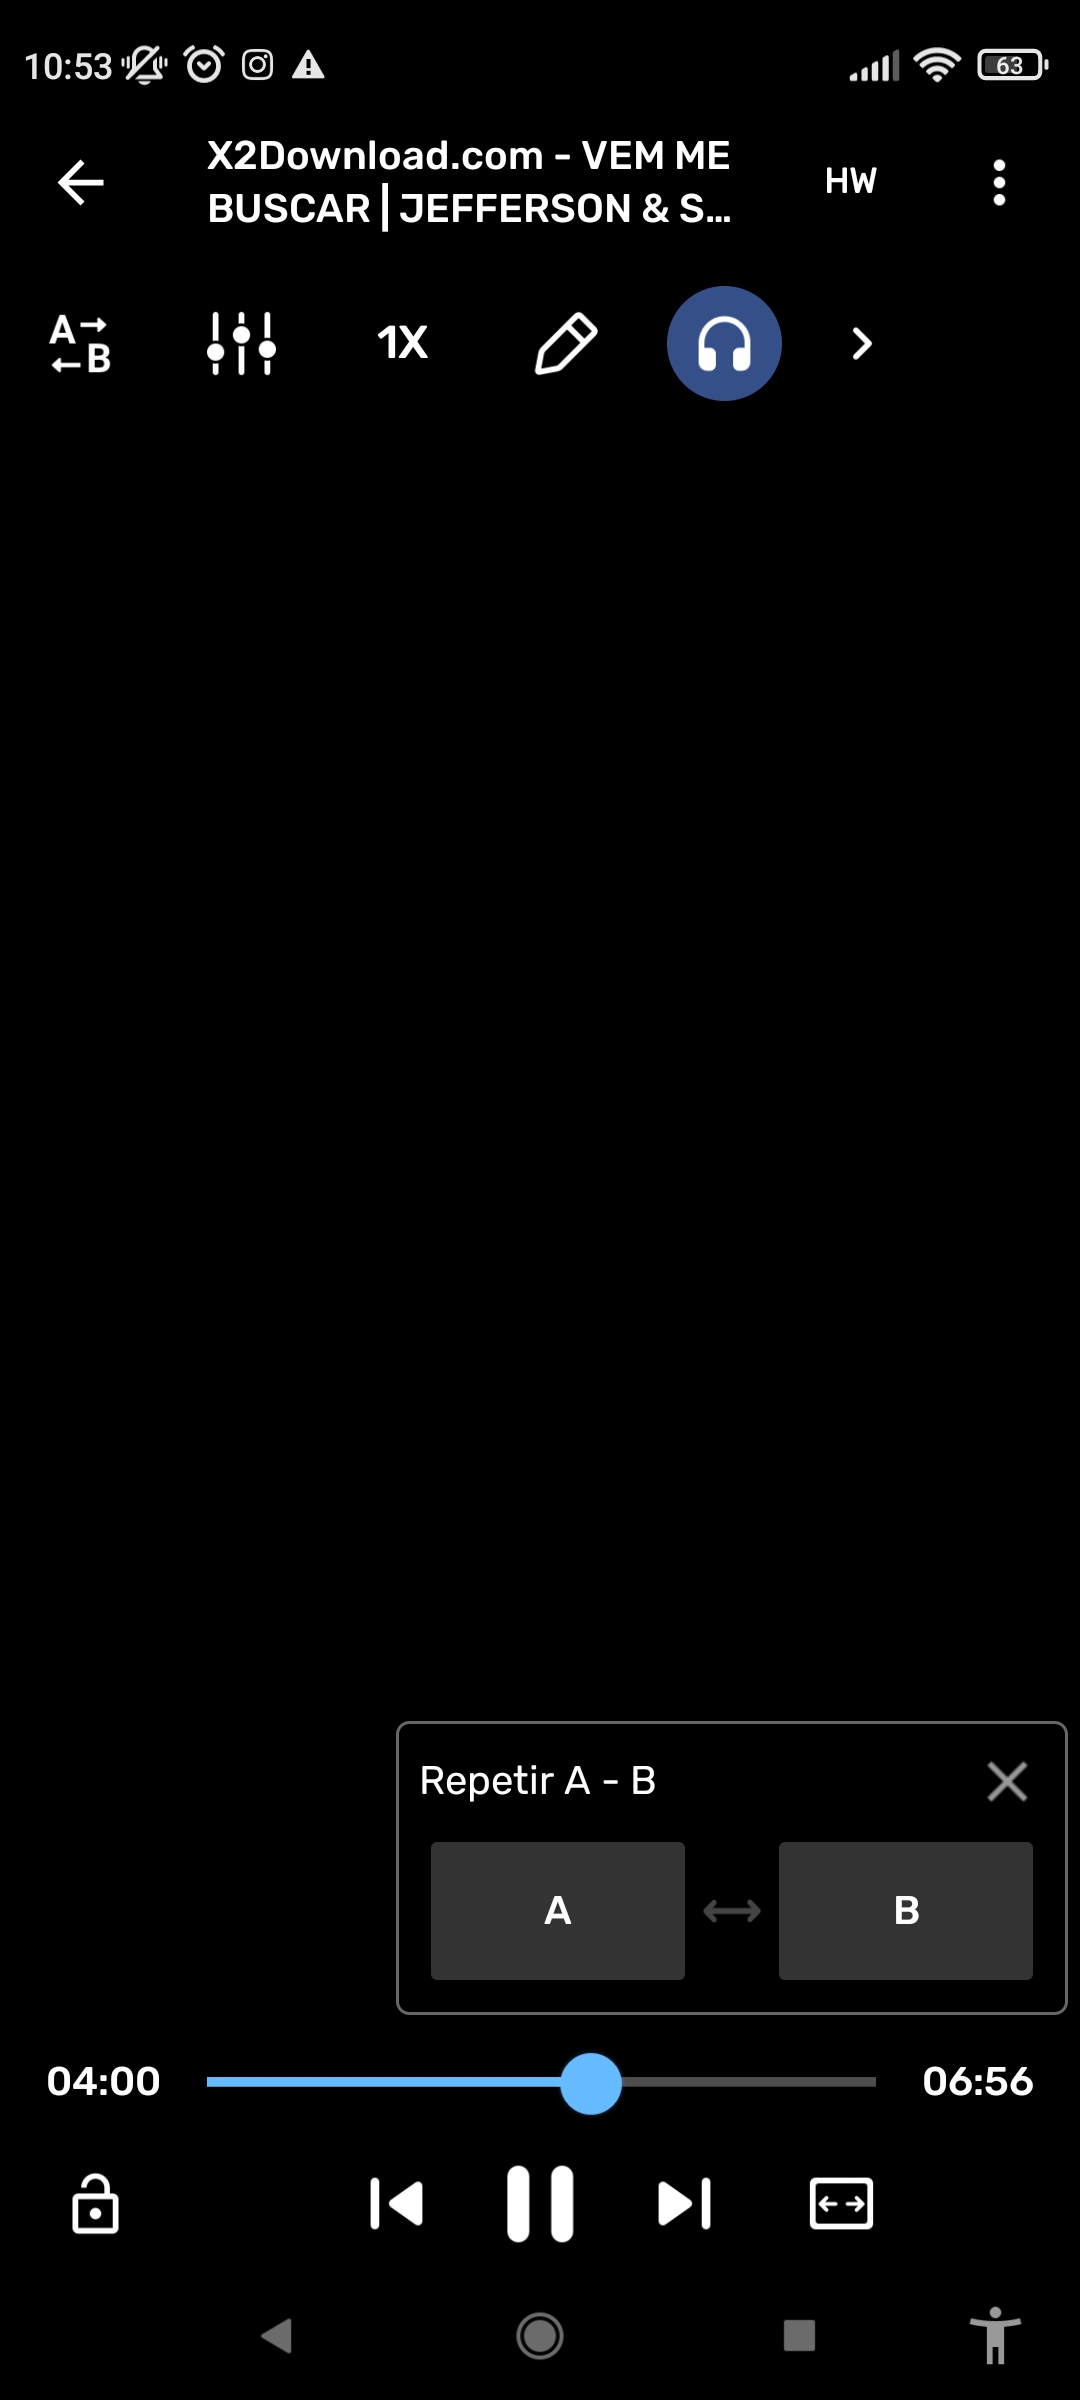 10:53
63
X2Download.com - VEM ME
BUSCAR | JEFFERSON & S...
HW
A
B
1X
Repetir A - B
A
B
04:00
06:56